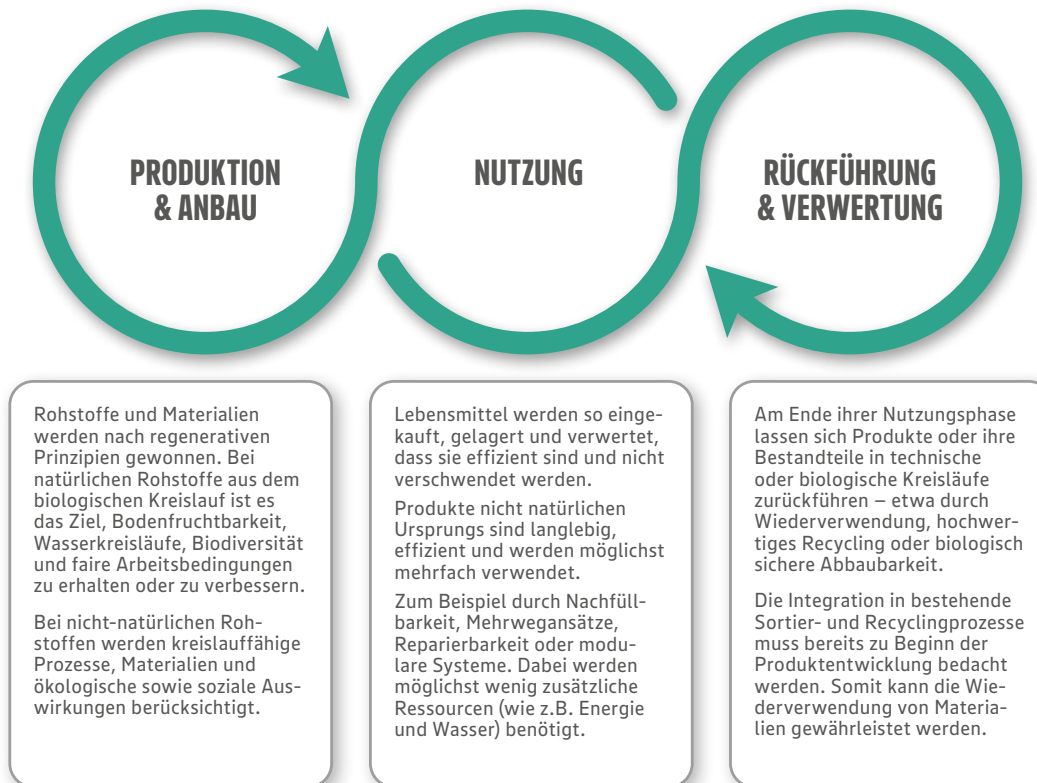 PRODUKTION
& ANBAU
NUTZUNG
RÜCKFÜHRUNG
& VERWERTUNG
Rohstoffe und Materialien
werden nach regenerativen
Prinzipien gewonnen. Bei
natürlichen Rohstoffe aus dem
biologischen Kreislauf ist es
das Ziel, Bodenfruchtbarkeit,
Wasserkreisläufe, Biodiversität
und faire Arbeitsbedingungen
zu erhalten oder zu verbessern.
Bei nicht-natürlichen Roh-
stoffen werden kreislauffähige
Prozesse, Materialien und
ökologische sowie soziale Aus-
wirkungen berücksichtigt.
Lebensmittel werden so einge-
kauft, gelagert und verwertet,
dass sie effizient sind und nicht
verschwendet werden.
Produkte nicht natürlichen
Ursprungs sind langlebig,
effizient und werden möglichst
mehrfach verwendet.
Zum Beispiel durch Nachfüll-
barkeit, Mehrwegansätze,
Reparierbarkeit oder modu-
lare Systeme. Dabei werden
möglichst wenig zusätzliche
Ressourcen (wie z.B. Energie
und Wasser) benötigt.
Am Ende ihrer Nutzungsphase
lassen sich Produkte oder ihre
Bestandteile in technische
oder biologische Kreisläufe
zurückführen – etwa durch
Wiederverwendung, hochwer-
tiges Recycling oder biologisch
sichere Abbaubarkeit.
Die Integration in bestehende
Sortier- und Recyclingprozesse
muss bereits zu Beginn der
Produktentwicklung bedacht
werden. Somit kann die Wie-
derverwendung von Materia-
lien gewährleistet werden.